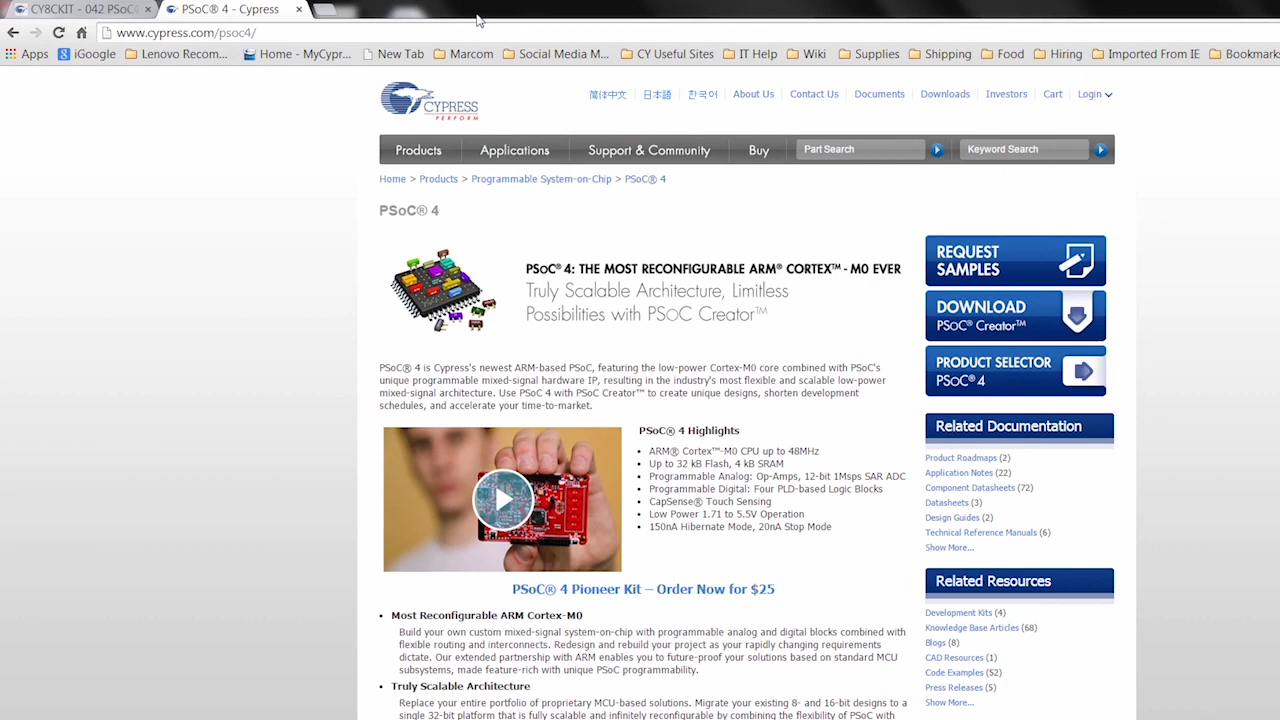 CY8CKIT - 042 PSoC
PSoC® 4 - Cypress
www.cypress.com/psoc4/
Apps
iGoogle
Lenovo Recom...
Home - MyCypr...
New Tab
Marcom
Social Media M...
CY Useful Sites
IT Help
Wiki
Supplies
Shipping
Food
Hiring
Imported From IE
Bookmark
CYPRESS
PERFORM
简体中文
日本語
한국어
About Us
Contact Us
Documents
Downloads
Investors
Cart
Login
Products
Applications
Support & Community
Buy
Part Search
Keyword Search
Home > Products > Programmable System-on-Chip > PSoC® 4
PSoC® 4
PSOC® 4: THE MOST RECONFIGURABLE ARM® CORTEX™- M0 EVER
Truly Scalable Architecture, Limitless
Possibilities with PSOC Creator™
PSoC® 4 is Cypress's newest ARM-based PSoC, featuring the low-power Cortex-M0 core combined with PSoC's
unique programmable mixed-signal hardware IP, resulting in the industry's most flexible and scalable low-power
mixed-signal architecture. Use PSoC 4 with PSoC Creator™ to create unique designs, shorten development
schedules, and accelerate your time-to-market.
PSoC® 4 Highlights
• ARM® Cortex™-M0 CPU up to 48MHz
• Up to 32 kB Flash, 4 kB SRAM
• Programmable Analog: Op-Amps, 12-bit 1Msps SAR ADC
• Programmable Digital: Four PLD-based Logic Blocks
• CapSense® Touch Sensing
• Low Power 1.71 to 5.5V Operation
• 150nA Hibernate Mode, 20nA Stop Mode
PSoC® 4 Pioneer Kit – Order Now for $25
• Most Reconfigurable ARM Cortex-M0
Build your own custom mixed-signal system-on-chip with programmable analog and digital blocks combined with
flexible routing and interconnects. Redesign and rebuild your project as your rapidly changing requirements
dictate. Our extended partnership with ARM enables you to future-proof your solutions based on standard MCU
subsystems, made feature-rich with unique PSoC programmability.
• Truly Scalable Architecture
Replace your entire portfolio of proprietary MCU-based solutions. Migrate your existing 8- and 16-bit designs to a
single 32-bit platform that is fully scalable and infinitely reconfigurable by combining the flexibility of PSoC with
REQUEST
SAMPLES
DOWNLOAD
PSOC® Creator™
PRODUCT SELECTOR
PSOC® 4
Related Documentation
Product Roadmaps (2)
Application Notes (22)
Component Datasheets (72)
Datasheets (3)
Design Guides (2)
Technical Reference Manuals (6)
Show More...
Related Resources
Development Kits (4)
Knowledge Base Articles (68)
Blogs (8)
CAD Resources (1)
Code Examples (52)
Press Releases (5)
Show More...